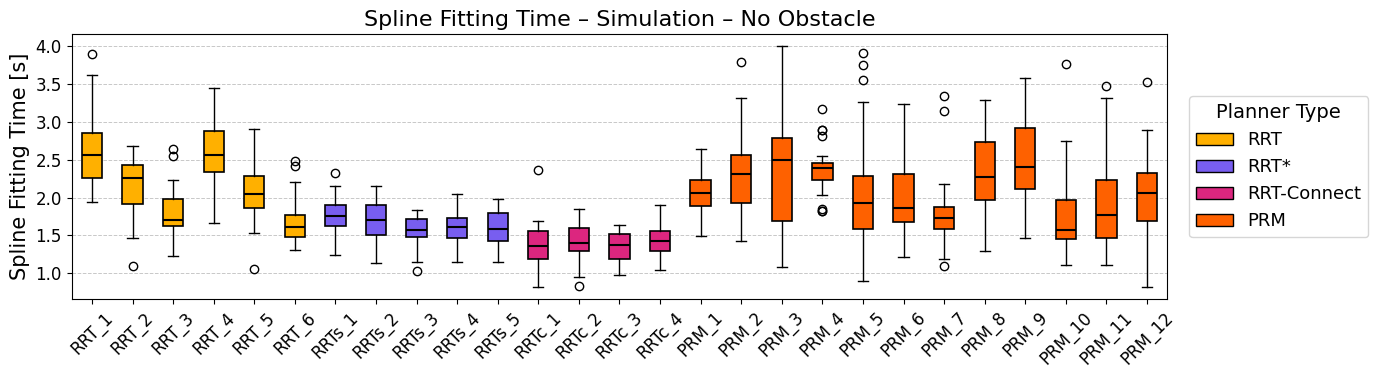 Spline Fitting Time – Simulation – No Obstacle
Spline Fitting Time [s]
4.0
3.5
3.0
2.5
2.0
1.5
1.0
RRT_1
RRT_2
RRT_3
RRT_4
RRT_5
RRT_6
RRTs_1
RRTs_2
RRTs_3
RRTs_4
RRTs_5
RRTc_1
RRTc_2
RRTc_3
RRTc_4
PRM_1
PRM_2
PRM_3
PRM_4
PRM_5
PRM_6
PRM_7
PRM_8
PRM_9
PRM_10
PRM_11
PRM_12
Planner Type
RRT
RRT*
RRT-Connect
PRM